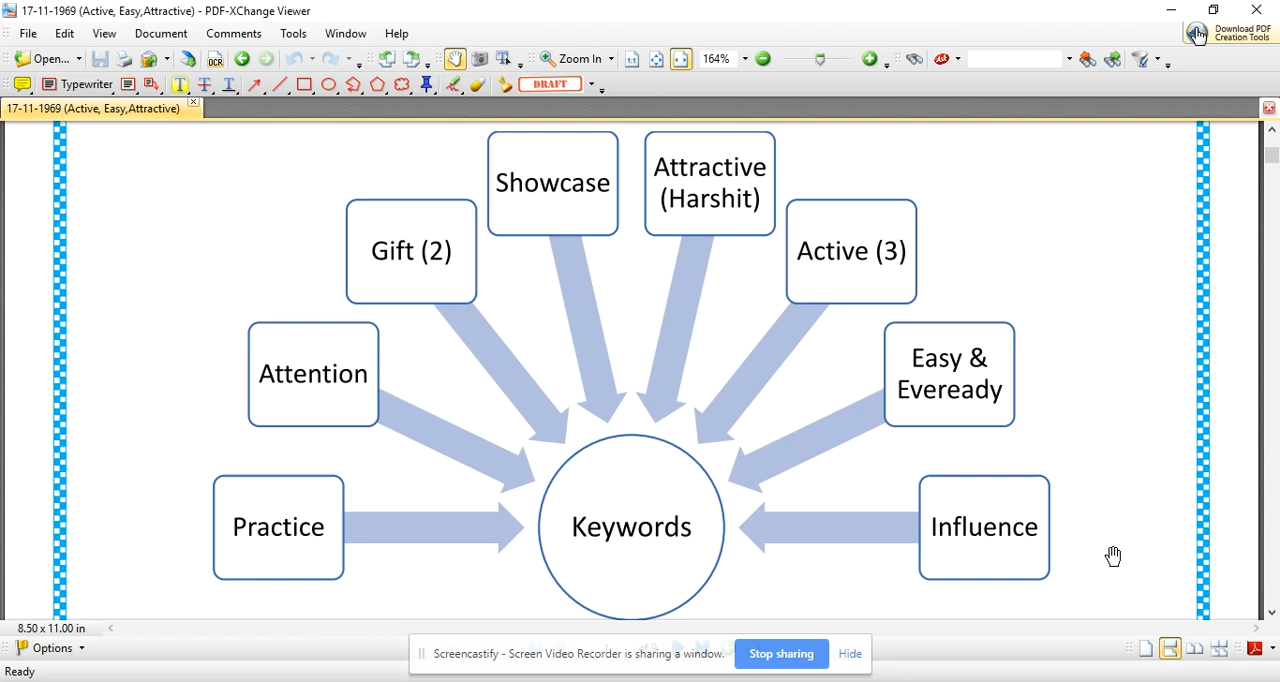 17-11-1969 (Active, Easy,Attractive) - PDF-XChange Viewer
File Edit View Document Comments Tools Window Help
Download PDF
Creation Tools
Open...
OCR
Zoom In
164%
Typewriter
DRAFT
17-11-1969 (Active, Easy,Attractive)
Showcase
Attractive
(Harshit)
Gift (2)
Active (3)
Attention
Easy &
Eveready
Practice
Keywords
Influence
8.50 x 11.00 in
Options
Screencastify - Screen Video Recorder is sharing a window.
Stop sharing
Hide
Ready